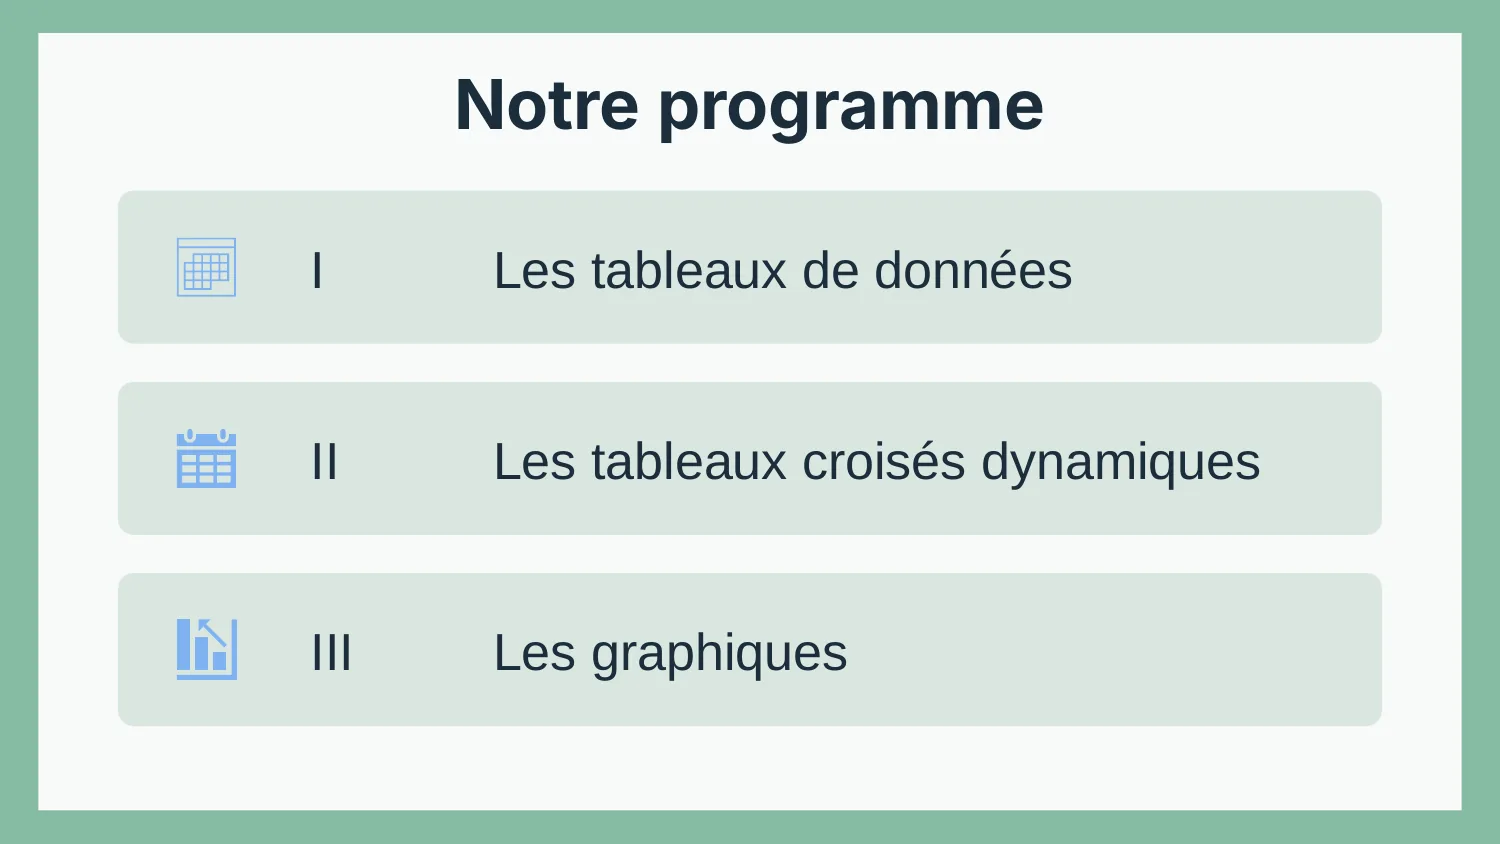 Notre programme
I Les tableaux de données
II Les tableaux croisés dynamiques
III Les graphiques